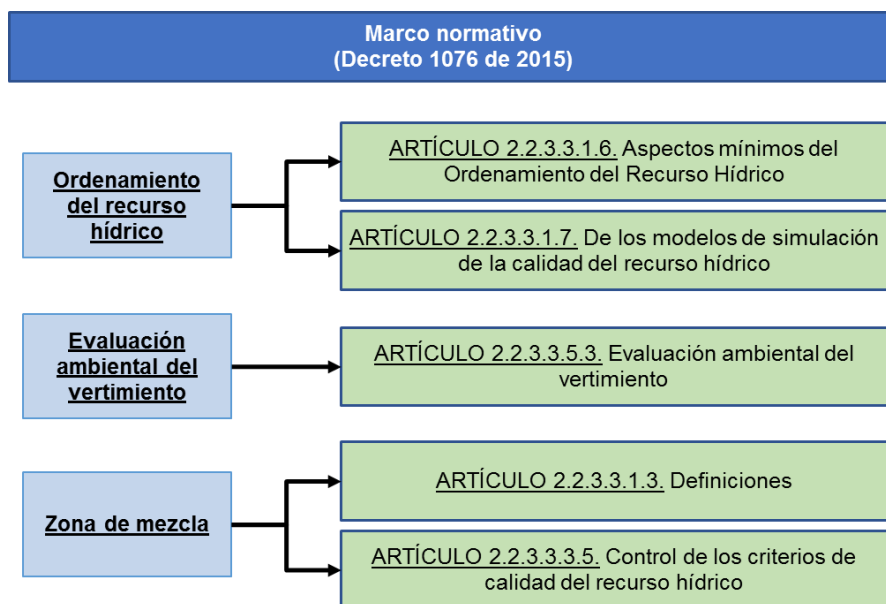 Marco normativo
(Decreto 1076 de 2015)
Ordenamiento
del recurso
hídrico
ARTÍCULO 2.2.3.3.1.6. Aspectos mínimos del
Ordenamiento del Recurso Hídrico
ARTÍCULO 2.2.3.3.1.7. De los modelos de simulación
de la calidad del recurso hídrico
Evaluación
ambiental del
vertimiento
ARTÍCULO 2.2.3.3.5.3. Evaluación ambiental del
vertimiento
Zona de mezcla
ARTÍCULO 2.2.3.3.1.3. Definiciones
ARTÍCULO 2.2.3.3.3.5. Control de los criterios de
calidad del recurso hídrico